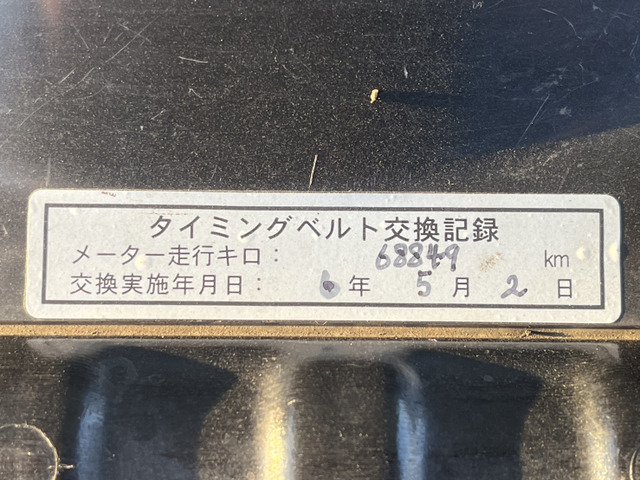 タイミングベルト交換記録
メーター走行キロ： 68849 km
交換実施年月日： 6年 5月 2日